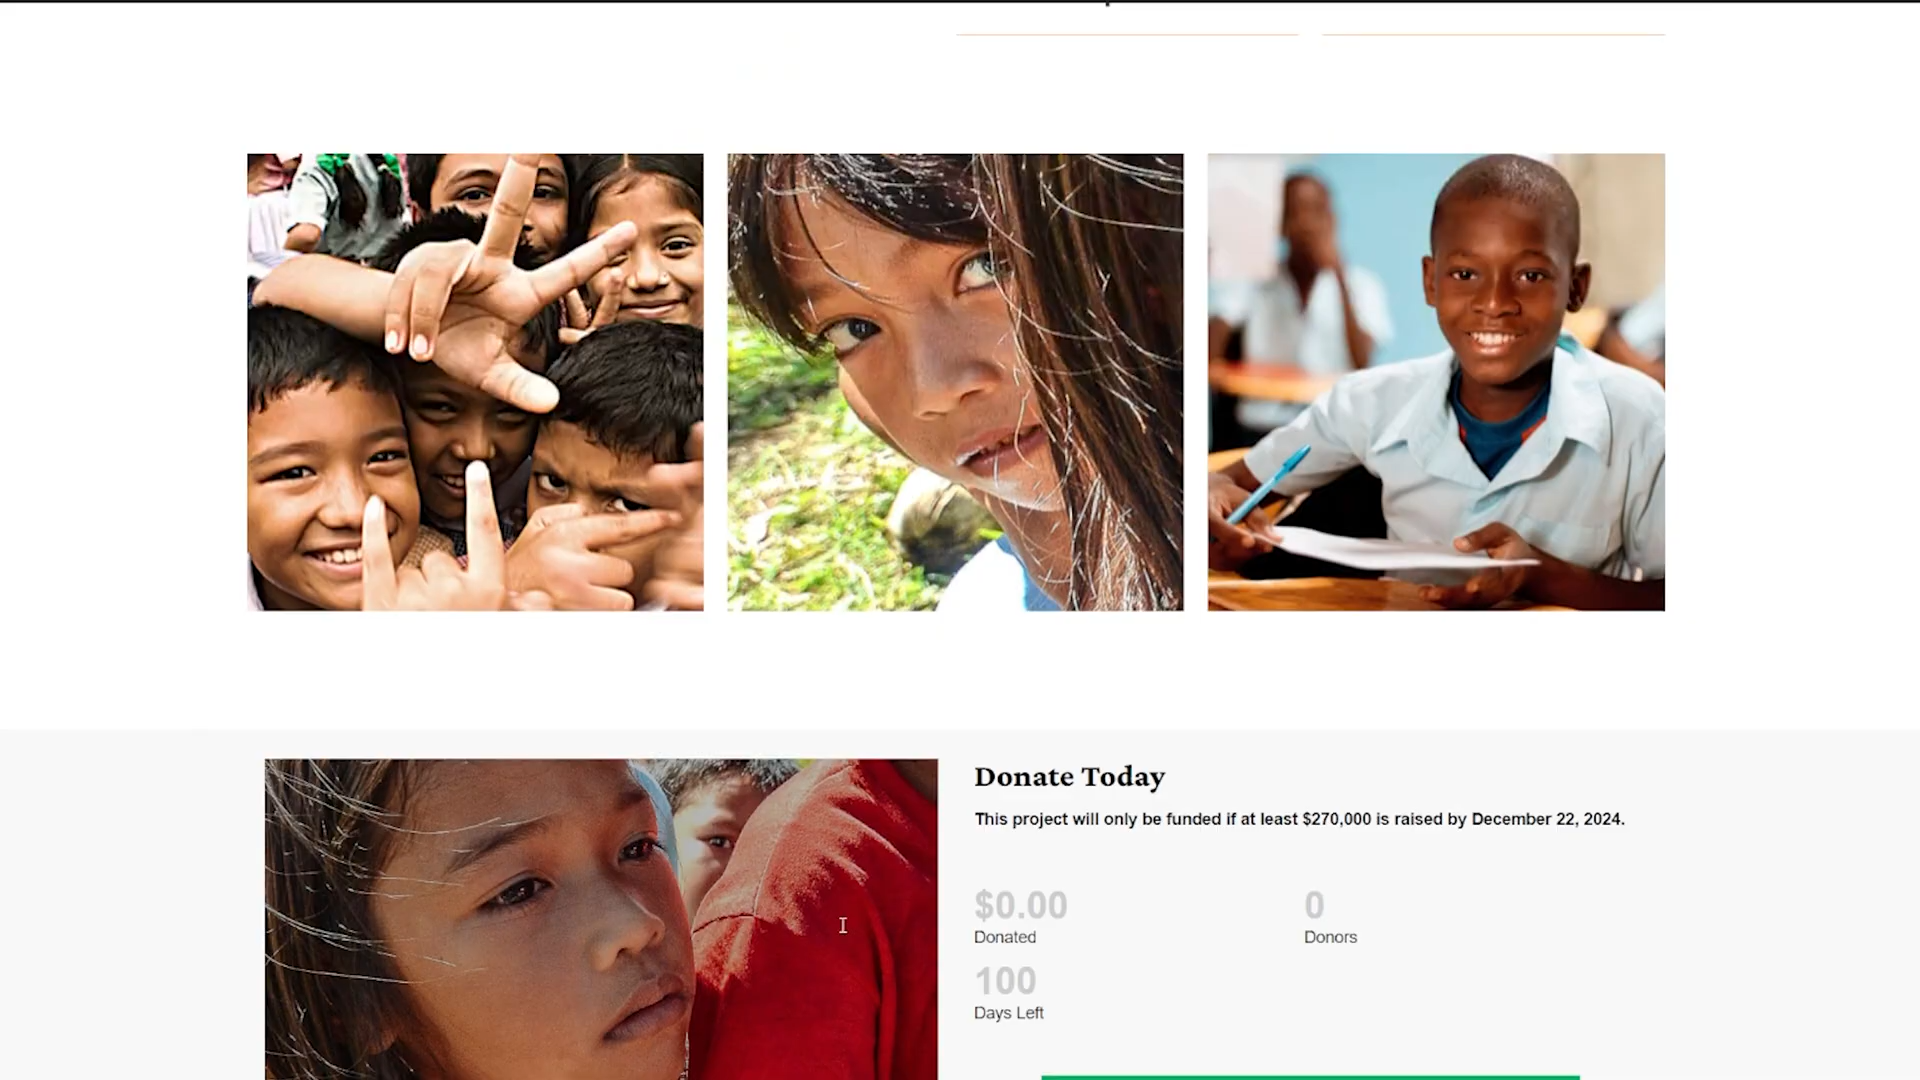 Donate Today
This project will only be funded if at least $270,000 is raised by December 22, 2024.
$0.00
0
Donated
Donors
100
Days Left